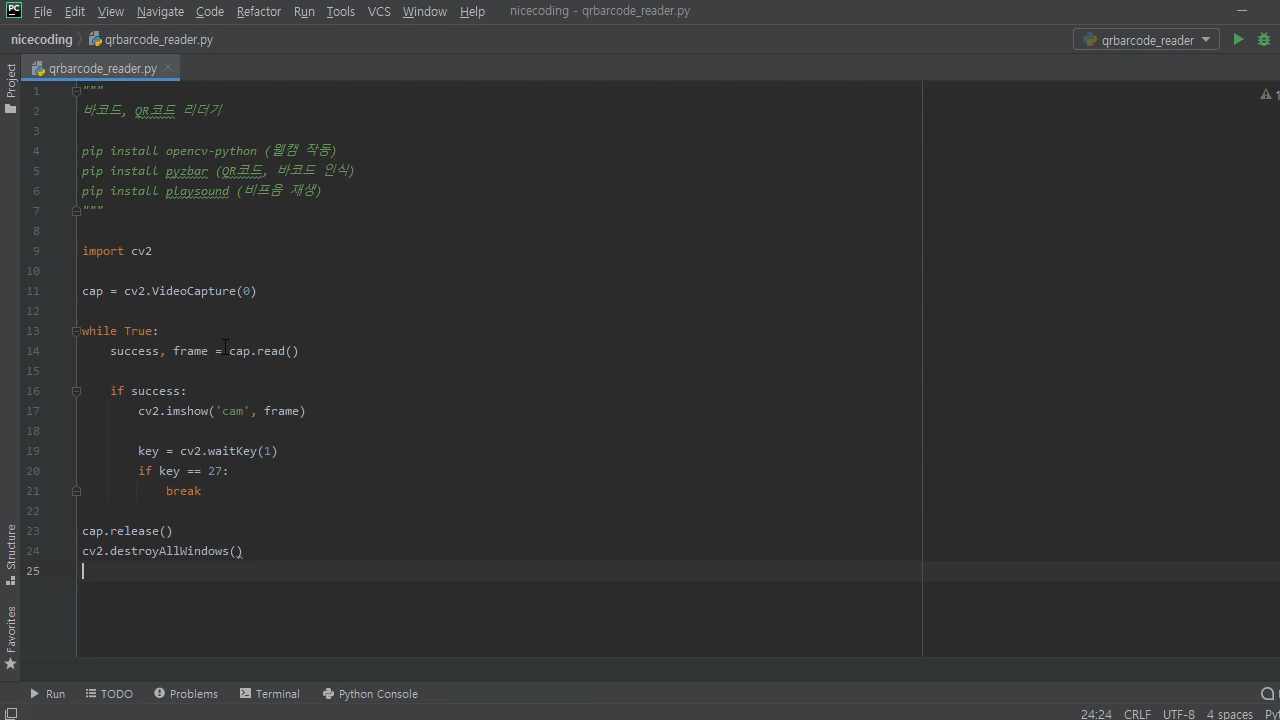 PC File Edit View Navigate Code Refactor Run Tools VCS Window Help nicecoding - qrbarcode_reader.py
nicecoding qrbarcode_reader.py qrbarcode_reader
Project qrbarcode_reader.py
1 """
2 바코드, QR코드 리더기
3
4 pip install opencv-python (웹캠 작동)
5 pip install pyzbar (QR코드, 바코드 인식)
6 pip install playsound (비프음 재생)
7 """
8
9 import cv2
10
11 cap = cv2.VideoCapture(0)
12
13 while True:
14 success, frame = cap.read()
15
16 if success:
17 cv2.imshow('cam', frame)
18
19 key = cv2.waitKey(1)
20 if key == 27:
21 break
22
23 cap.release()
24 cv2.destroyAllWindows()
25
Structure
Favorites
Run TODO Problems Terminal Python Console
24:24 CRLF UTF-8 4 spaces